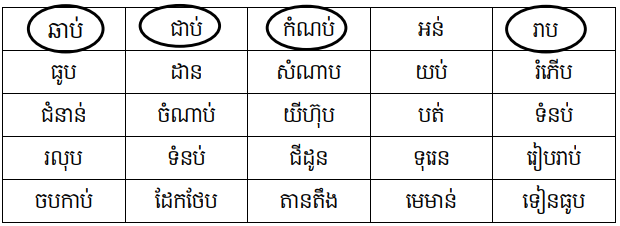 ឆាប់ ជាប់ កំណប់ អន់ រាប
ធូប ដាន សំណាប យប់ រំភើប
ជំនាន់ ចំណាប់ យីហ៊ុប បត់ ទំនប់
រលុប ទំនប់ ជីដូន ទុរេន រៀបរាប់
ចបកាប់ ដែកថែប តានតឹង មេមាន់ ទៀនធូប